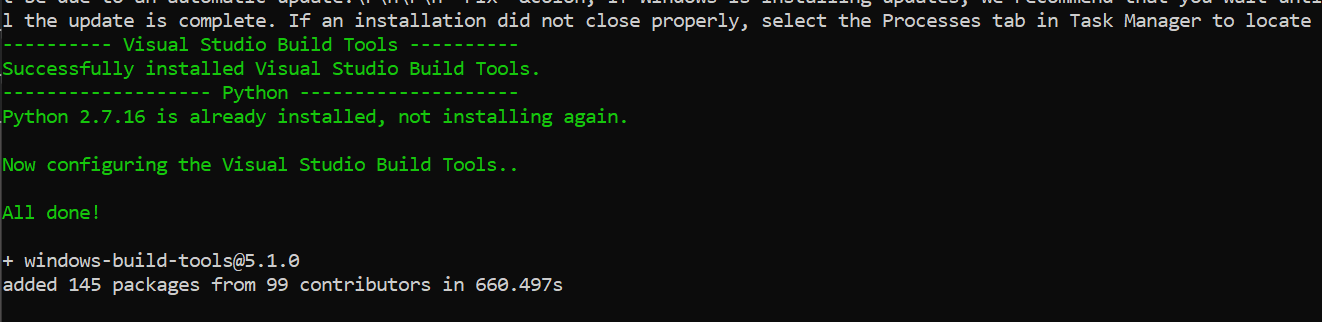 l the update is complete. If an installation did not close properly, select the Processes tab in Task Manager to locate
---------- Visual Studio Build Tools ----------
Successfully installed Visual Studio Build Tools.
------------------- Python --------------------
Python 2.7.16 is already installed, not installing again.
Now configuring the Visual Studio Build Tools..
All done!
+ windows-build-tools@5.1.0
added 145 packages from 99 contributors in 660.497s